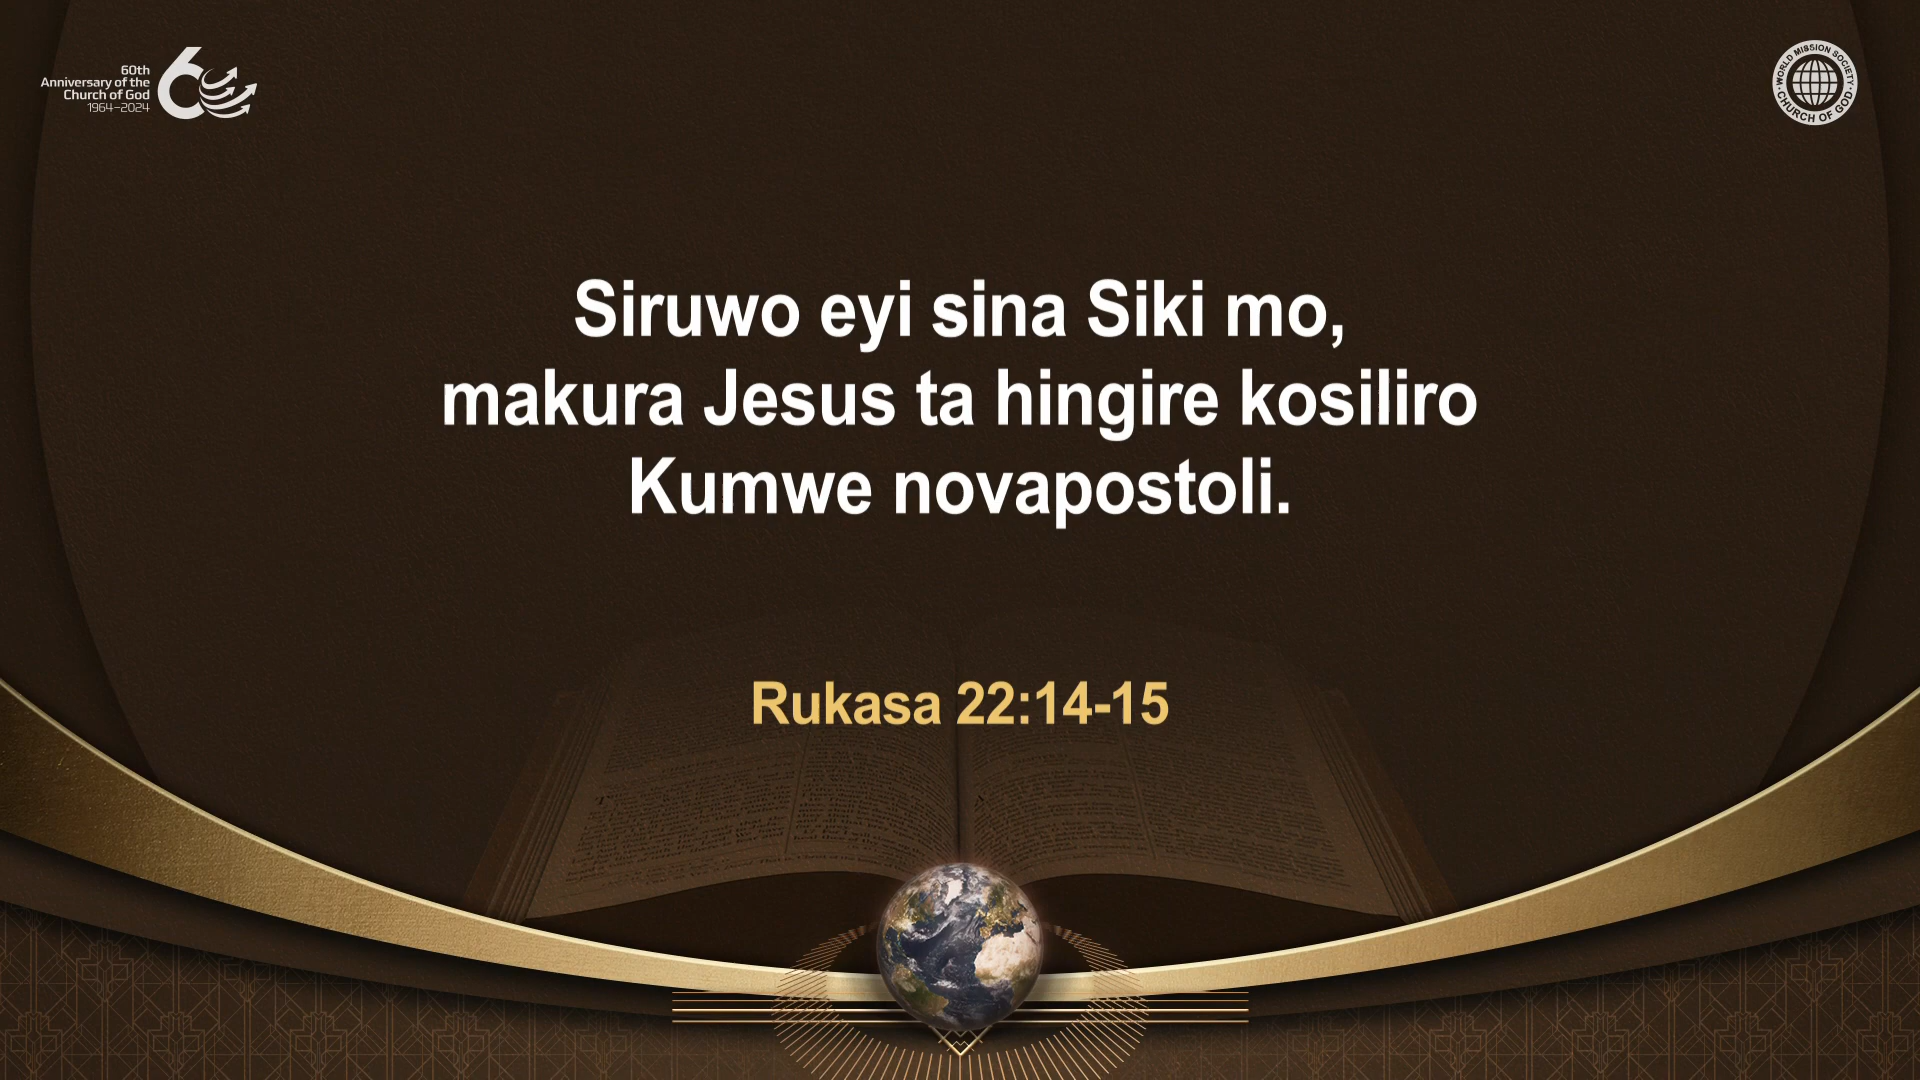 60th
Anniversary of the
Church of God
1964–2024
WORLD MISSION SOCIETY
CHURCH OF GOD
Siruwo eyi sina Siki mo,
makura Jesus ta hingire kosiliro
Kumwe novapostoli.
Rukasa 22:14-15